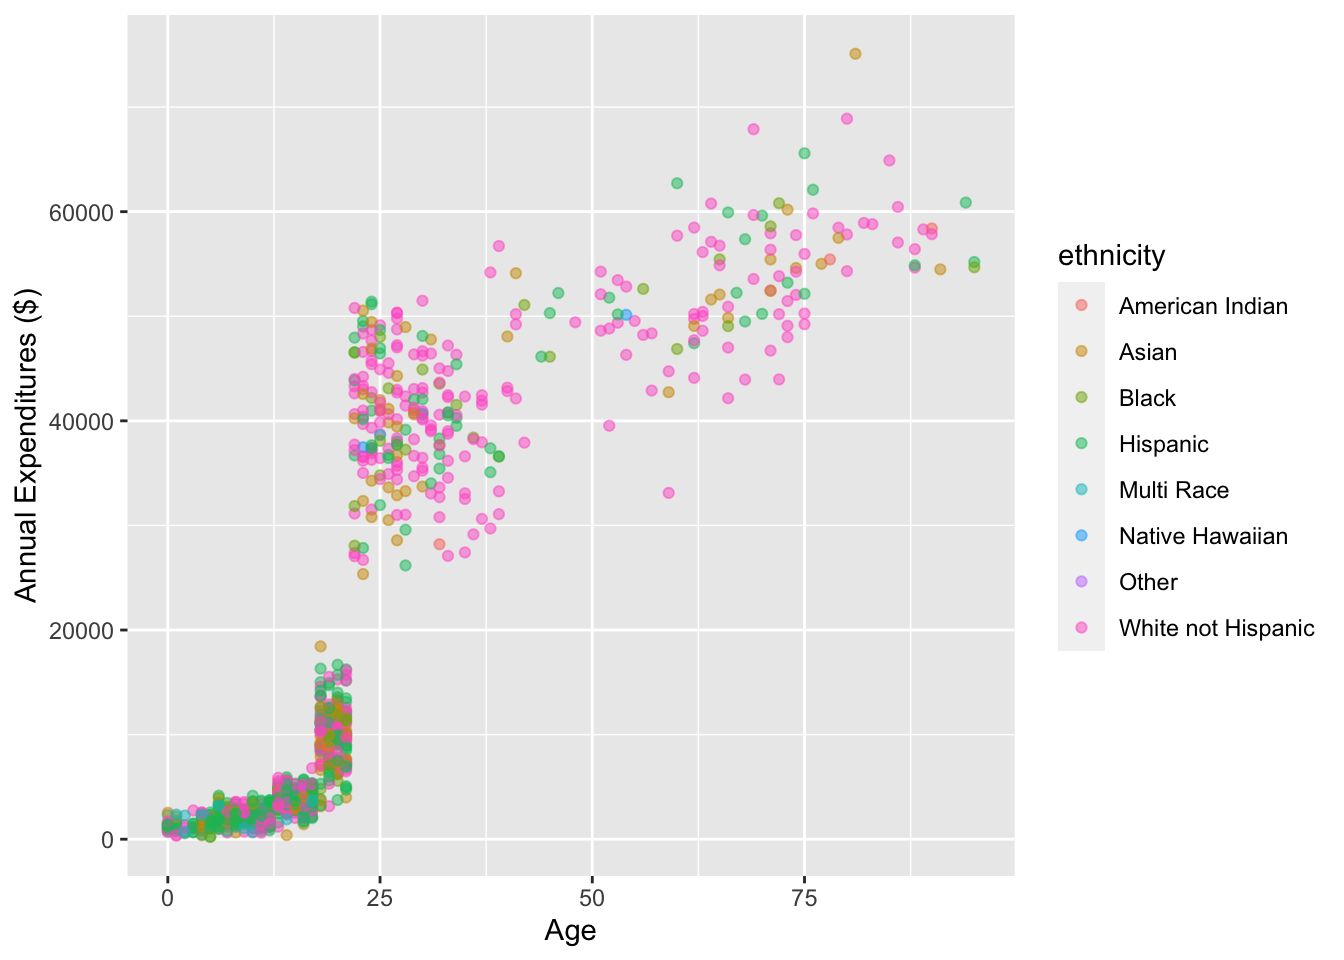 Annual Expenditures ($)
60000
40000
20000
0
0 25 50 75
Age
ethnicity
American Indian
Asian
Black
Hispanic
Multi Race
Native Hawaiian
Other
White not Hispanic